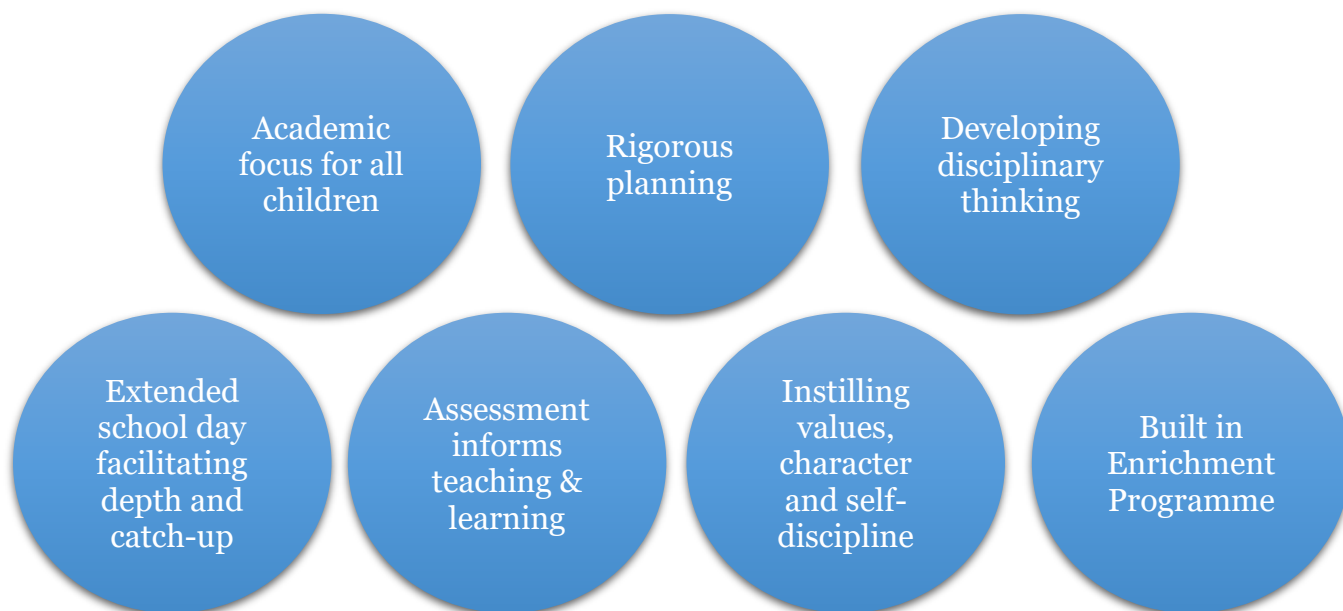 Academic
focus for all
children
Rigorous
planning
Developing
disciplinary
thinking
Extended
school day
facilitating
depth and
catch-up
Assessment
informs
teaching &
learning
Instilling
values,
character
and self-
discipline
Built in
Enrichment
Programme